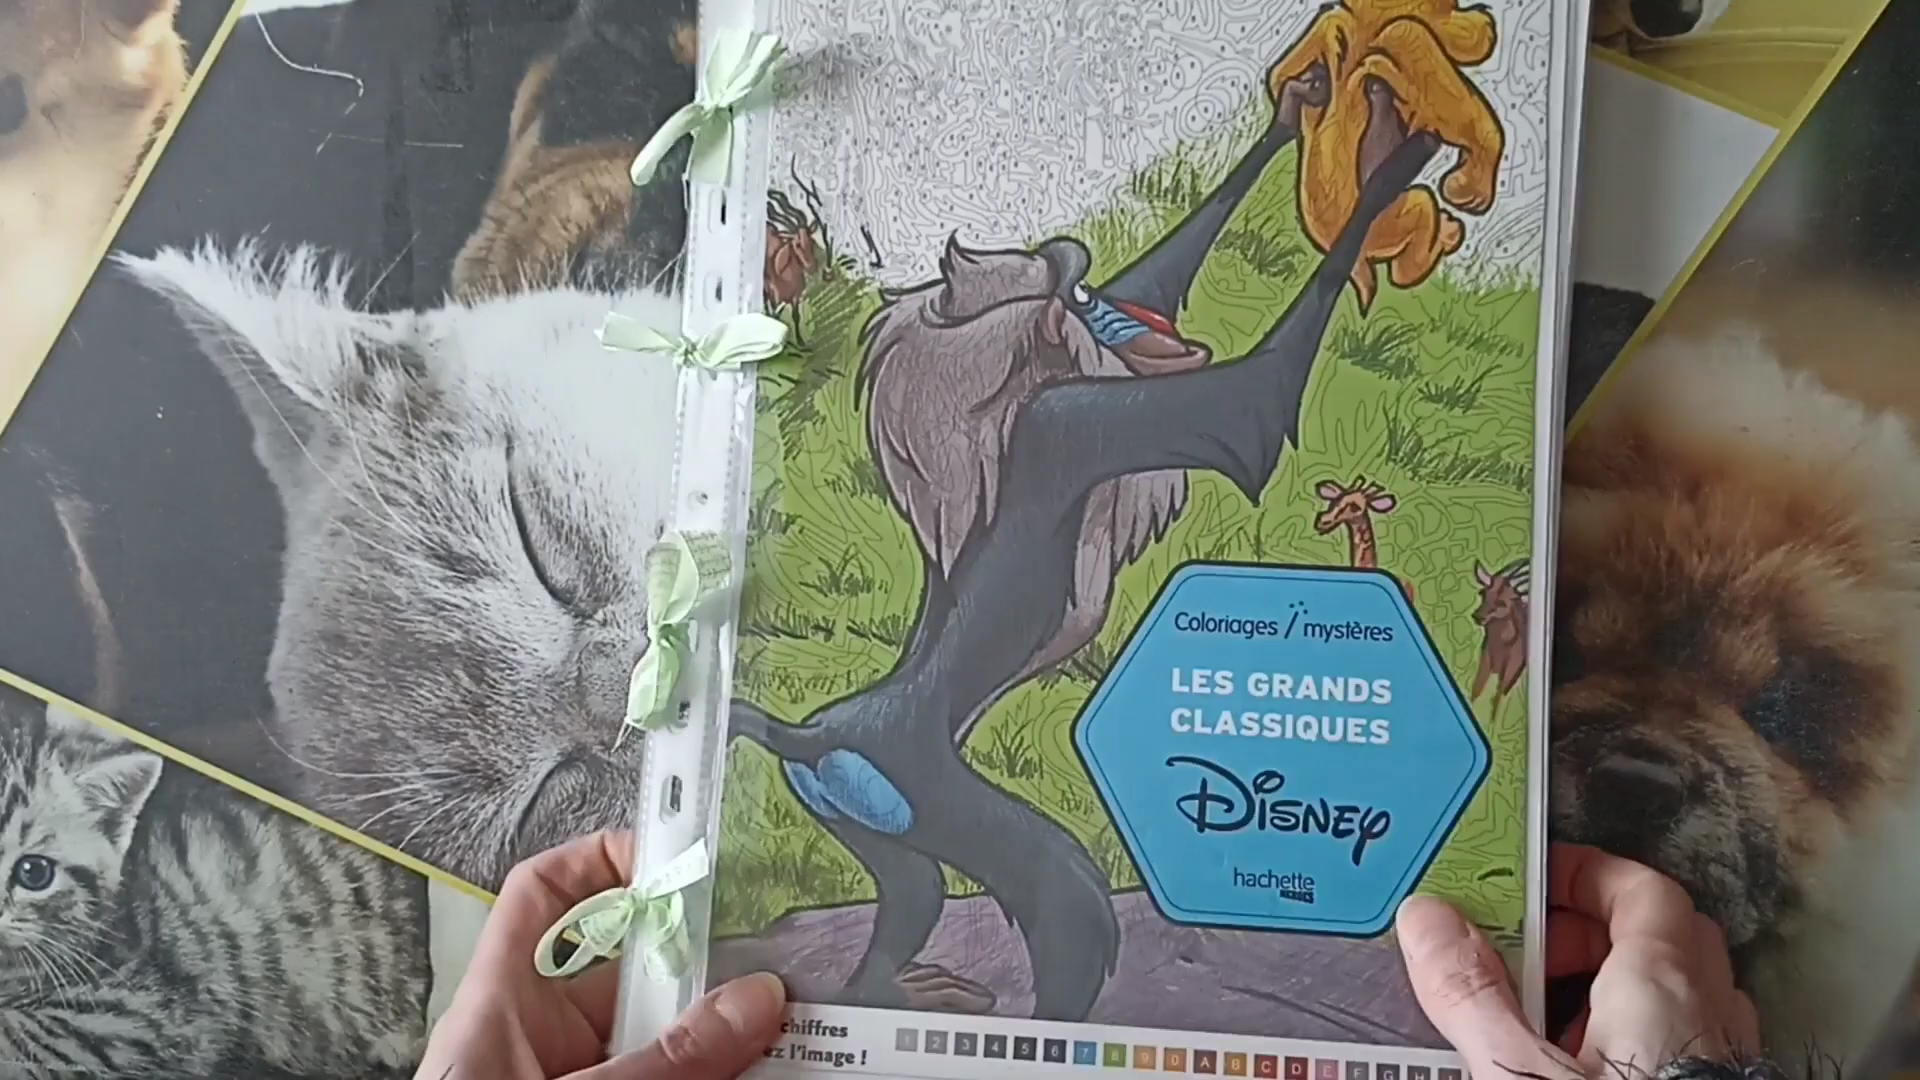 Coloriages mystères
LES GRANDS
CLASSIQUES
Disney
hachette
HEROES
chiffres
ez l'image !
1 2 3 4 5 6 7 8 9 0 A B C D E F G H I